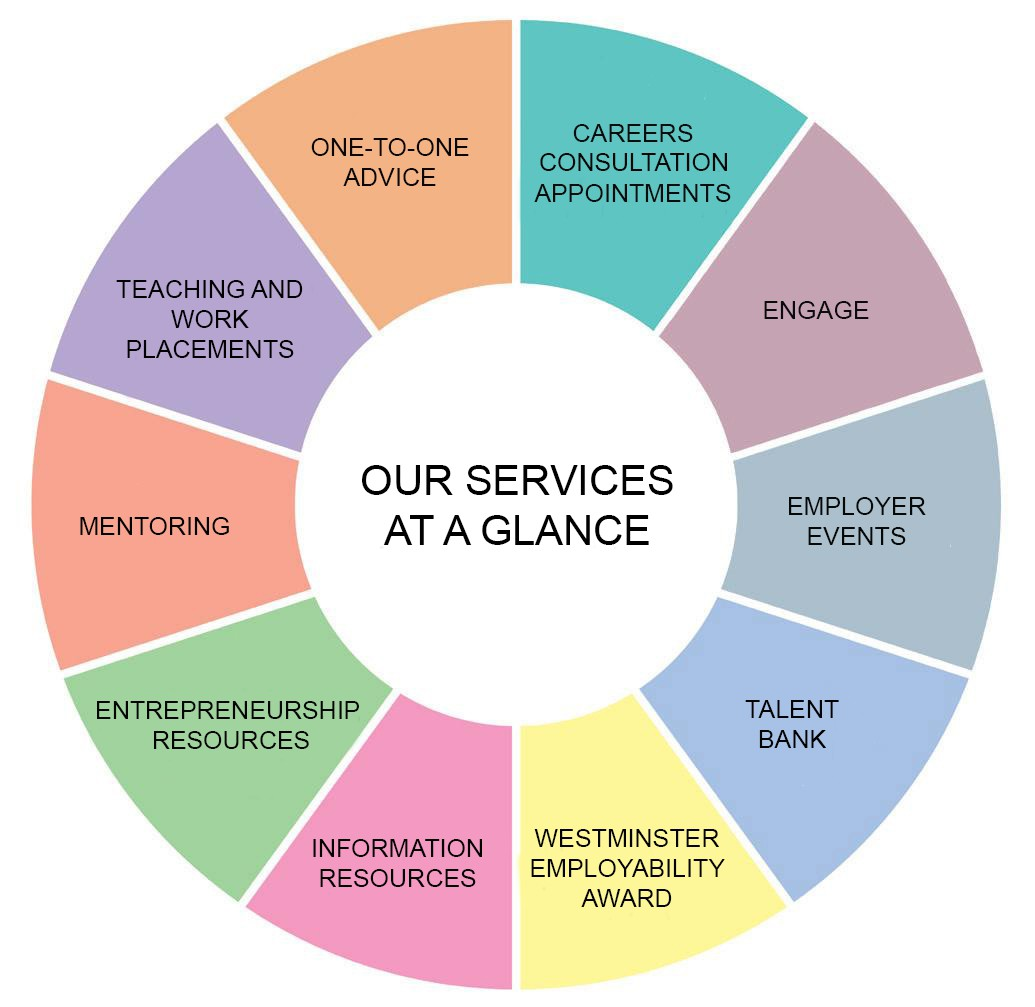 OUR SERVICES
AT A GLANCE
CAREERS
CONSULTATION
APPOINTMENTS
ENGAGE
EMPLOYER
EVENTS
TALENT
BANK
WESTMINSTER
EMPLOYABILITY
AWARD
INFORMATION
RESOURCES
ENTREPRENEURSHIP
RESOURCES
MENTORING
TEACHING AND
WORK
PLACEMENTS
ONE-TO-ONE
ADVICE